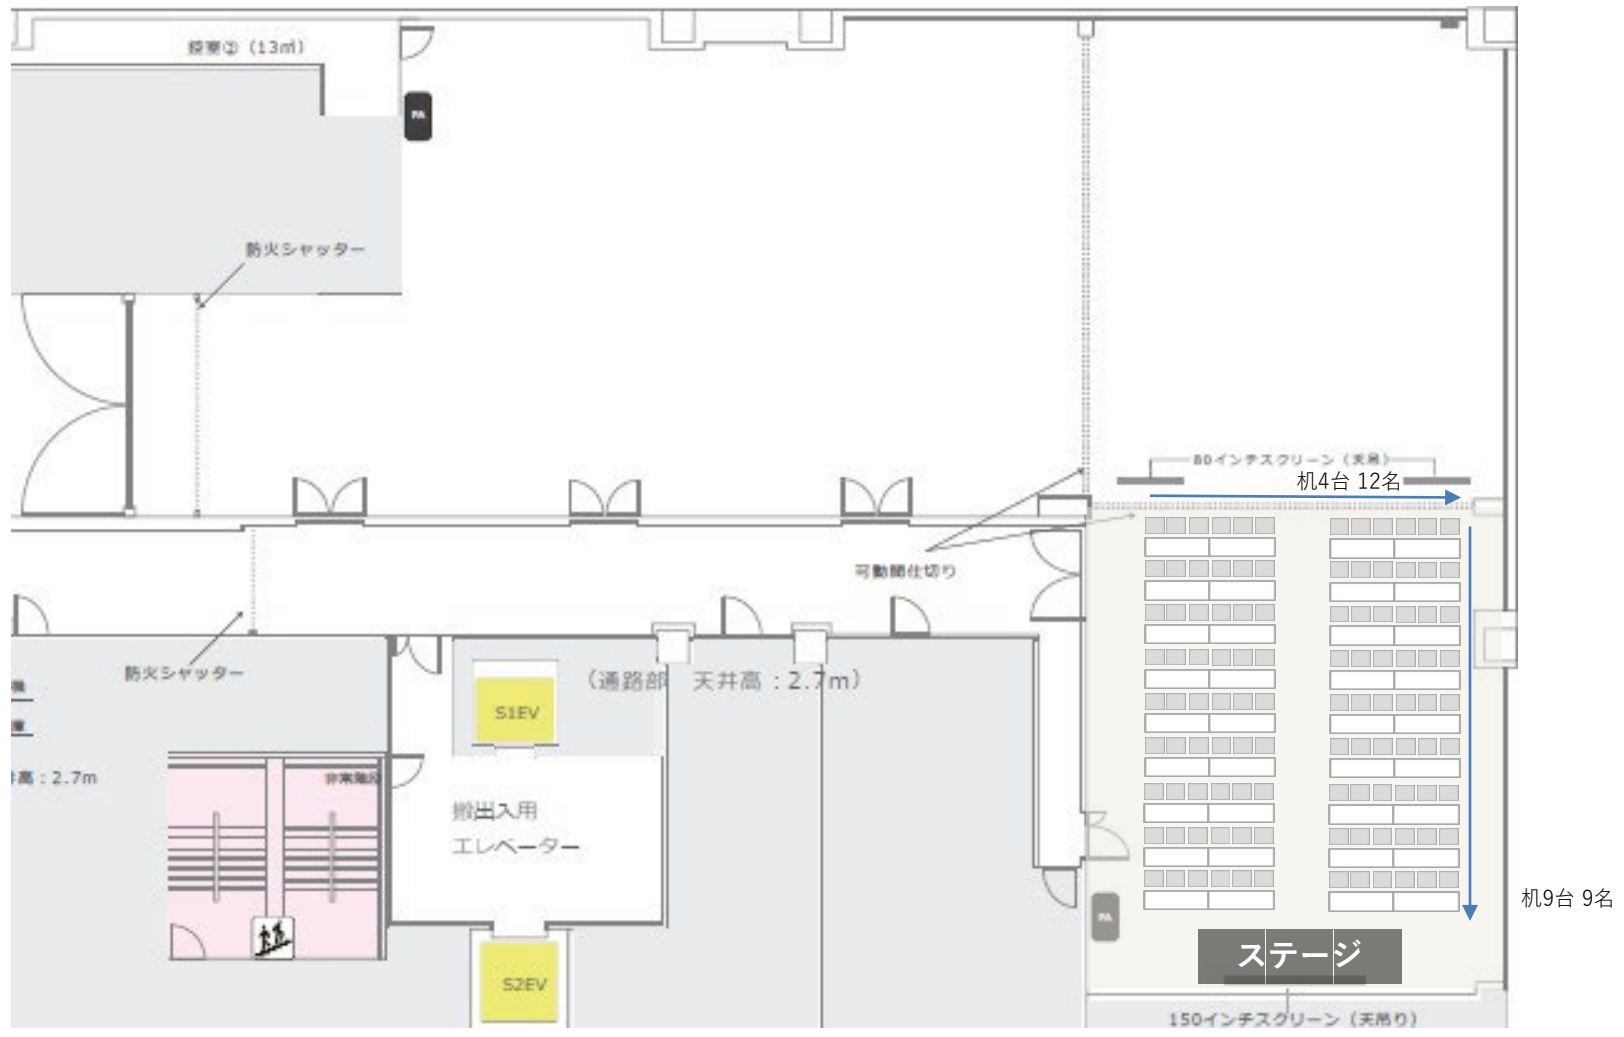 控室②（13㎡）
PA
防火シャッター
80インチスクリーン（天吊）
机4台 12名
可動間仕切り
防火シャッター
（通路部　天井高：2.7m）
S1EV
高：2.7m
非常階段
搬出入用
エレベーター
机9台 9名
PA
ステージ
S2EV
150インチスクリーン（天吊り）